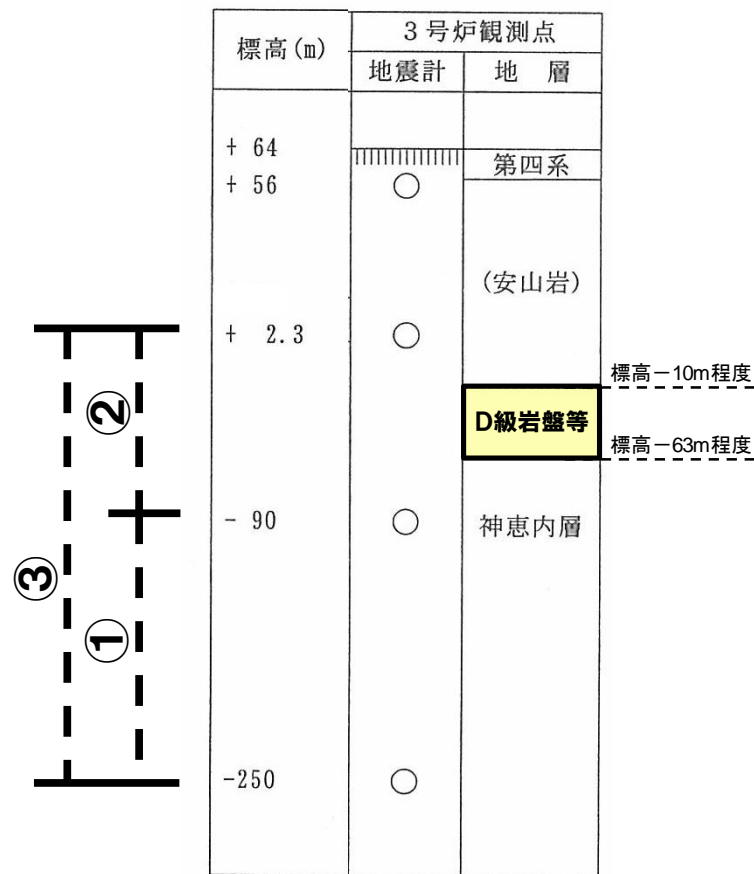 標高(m)
3号炉観測点
地震計
地 層
+ 64
第四系
+ 56
(安山岩)
+ 2.3
標高－10m程度
②
D級岩盤等
標高－63m程度
- 90
神恵内層
③
①
-250